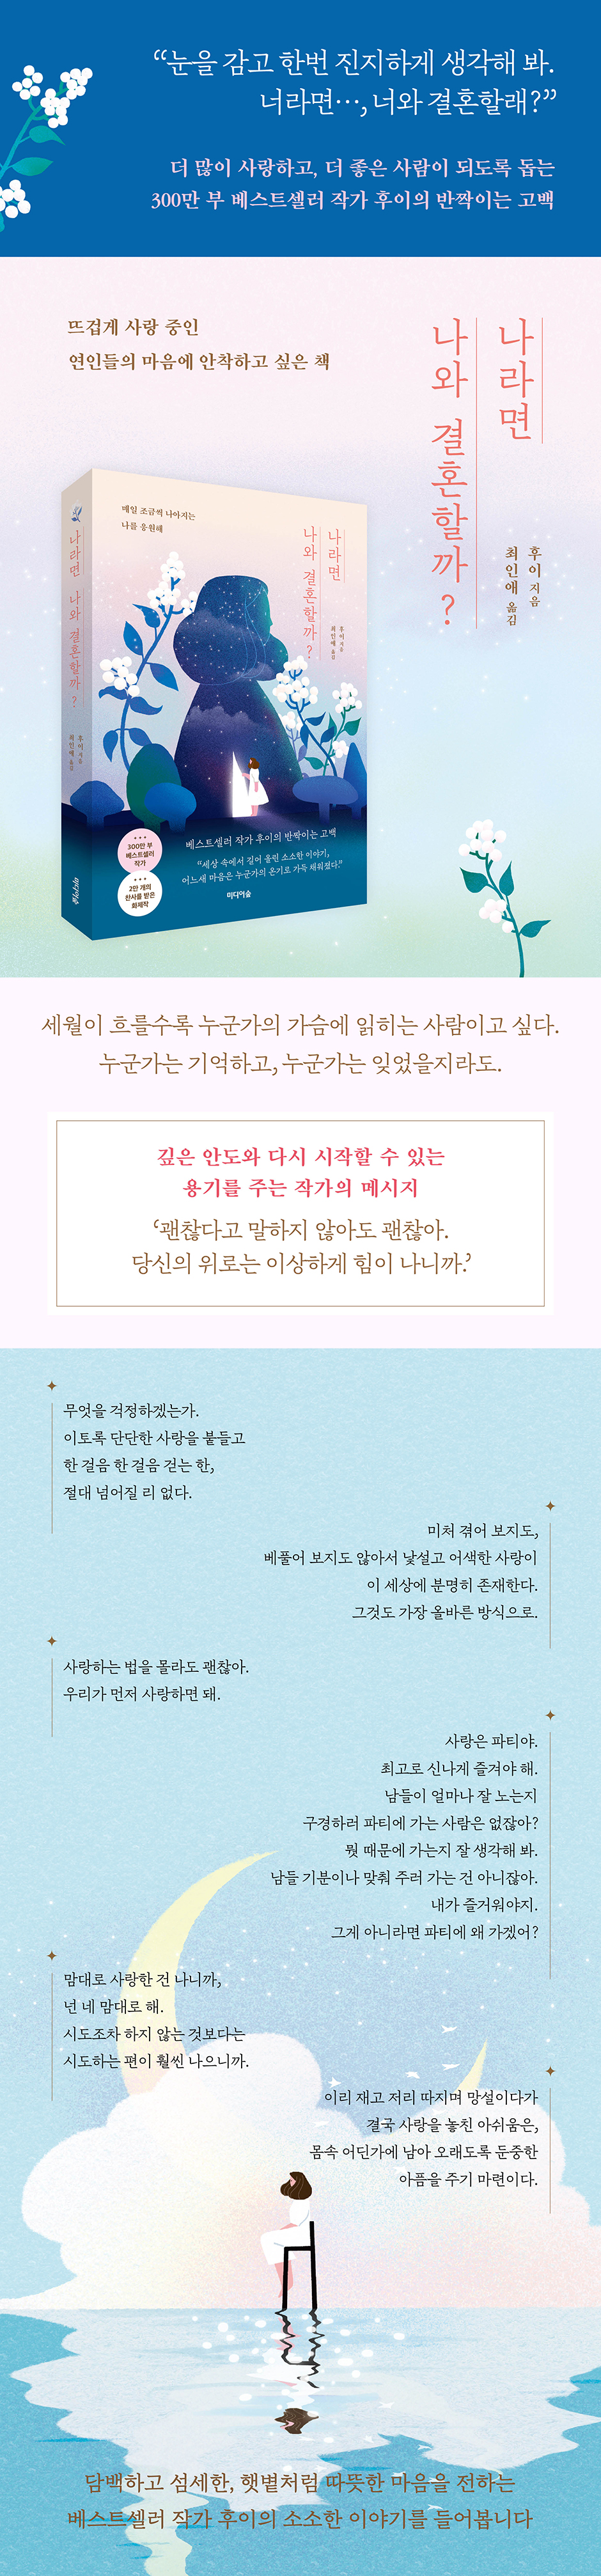 “눈을 감고 한번 진지하게 생각해 봐.
너라면…, 너와 결혼할래?”
더 많이 사랑하고, 더 좋은 사람이 되도록 돕는
300만 부 베스트셀러 작가 후이의 반짝이는 고백
뜨겁게 사랑 중인
연인들의 마음에 안착하고 싶은 책
나라면
나와 결혼할까?
후이 지음
최인애 옮김
나라면 나와 결혼할까?
후이 지음
최인애 옮김
미디어숲
매일 조금씩 나아지는
나를 응원해
나라면
나와 결혼할까?
후이 지음
최인애 옮김
300만 부
베스트셀러
작가
2만 개의
찬사를 받은
화제작
베스트셀러 작가 후이의 반짝이는 고백
“세상 속에서 길어 올린 소소한 이야기,
어느새 마음은 누군가의 온기로 가득 채워졌다.”
미디어숲
세월이 흐를수록 누군가의 가슴에 읽히는 사람이고 싶다.
누군가는 기억하고, 누군가는 잊었을지라도.
깊은 안도와 다시 시작할 수 있는
용기를 주는 작가의 메시지
‘괜찮다고 말하지 않아도 괜찮아.
당신의 위로는 이상하게 힘이 나니까.’
무엇을 걱정하겠는가.
이토록 단단한 사랑을 붙들고
한 걸음 한 걸음 걷는 한,
절대 넘어질 리 없다.
미처 겪어 보지도,
베풀어 보지도 않아서 낯설고 어색한 사랑이
이 세상에 분명히 존재한다.
그것도 가장 올바른 방식으로.
사랑하는 법을 몰라도 괜찮아.
우리가 먼저 사랑하면 돼.
사랑은 파티야.
최고로 신나게 즐겨야 해.
남들이 얼마나 잘 노는지
구경하러 파티에 가는 사람은 없잖아?
뭣 때문에 가는지 잘 생각해 봐.
남들 기분이나 맞춰 주러 가는 건 아니잖아.
내가 즐거워야지.
그게 아니라면 파티에 왜 가겠어?
맘대로 사랑한 건 나니까,
넌 네 맘대로 해.
시도조차 하지 않는 것보다는
시도하는 편이 훨씬 나으니까.
이리 재고 저리 따지며 망설이다가
결국 사랑을 놓친 아쉬움은,
몸속 어딘가에 남아 오래도록 둔중한
아픔을 주기 마련이다.
담백하고 섬세한, 햇볕처럼 따뜻한 마음을 전하는
베스트셀러 작가 후이의 소소한 이야기를 들어봅니다